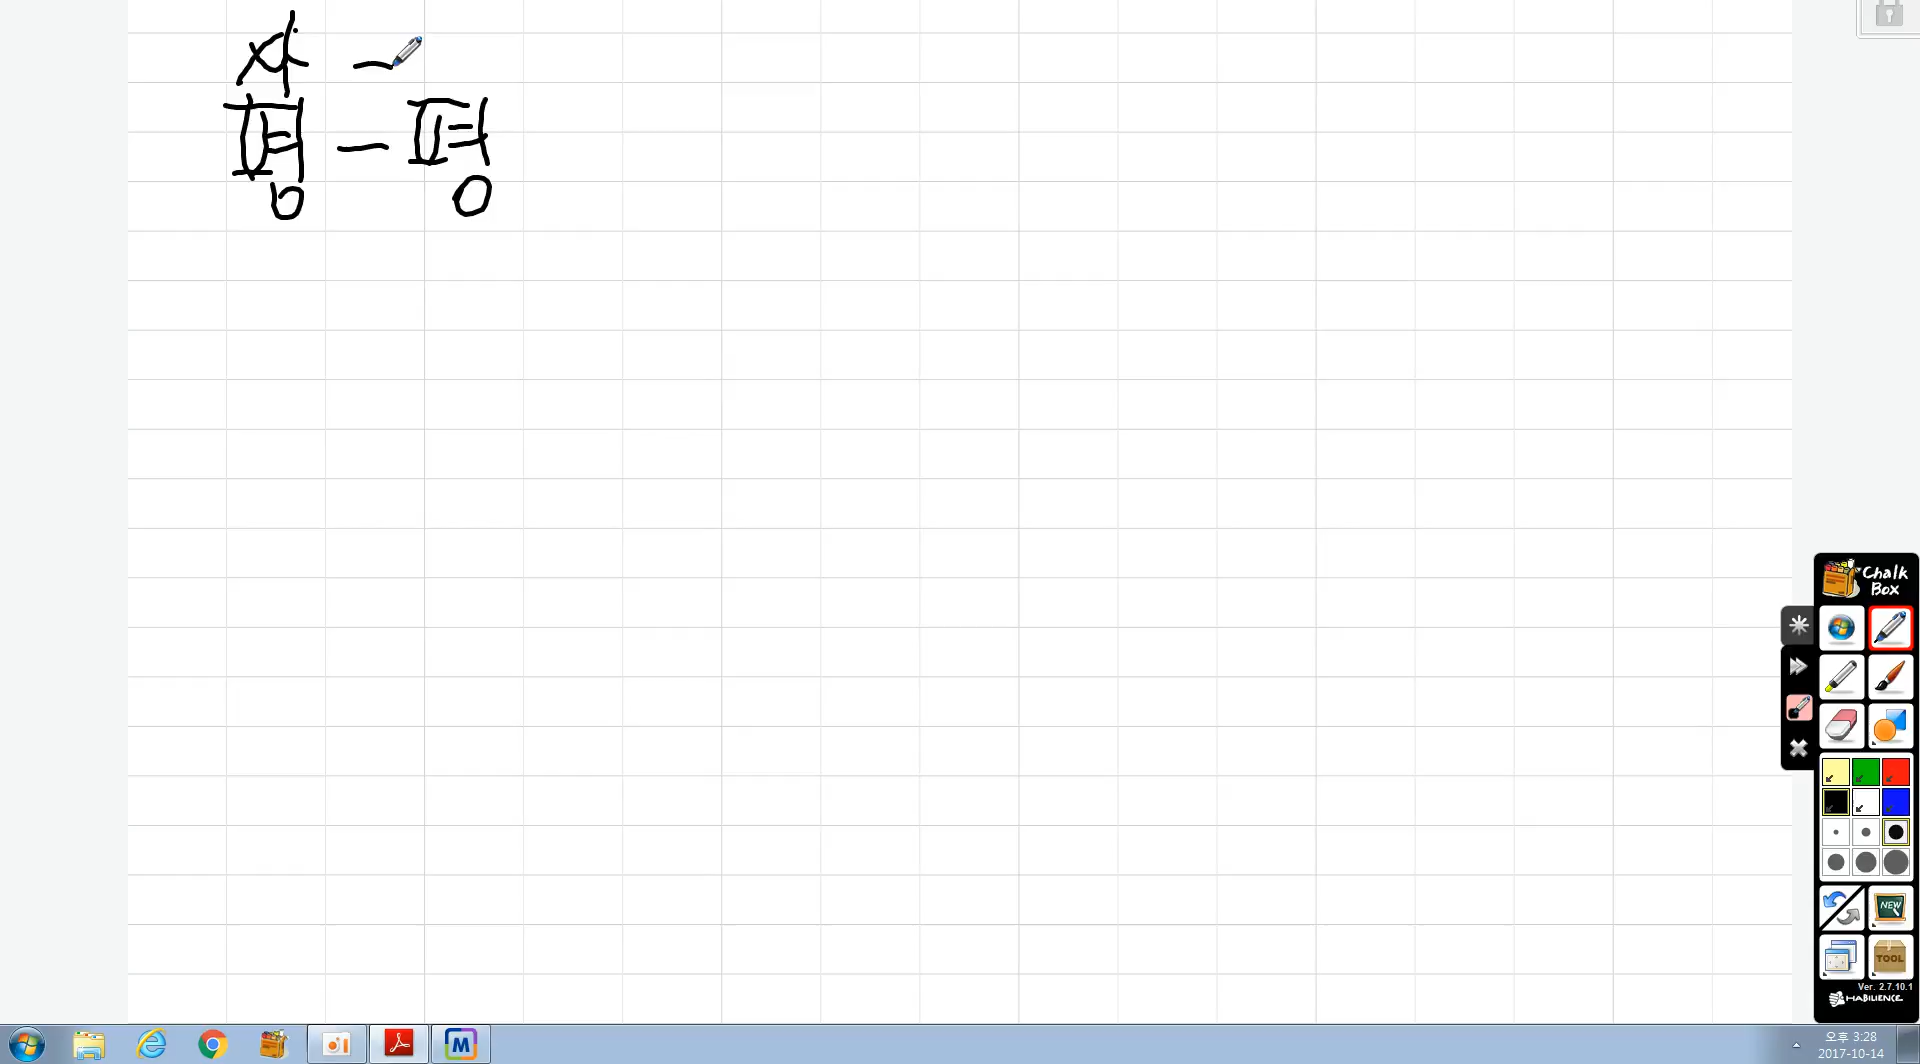 평 - 평
Chalk
Box
NEW
TOOL
Ver. 2.7.10.1
HABILIENCE
오후 3:28
2017-10-14